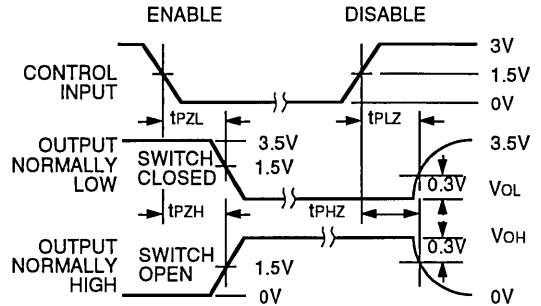 ENABLE DISABLE
3V
CONTROL INPUT 1.5V
0V
tPZL tPLZ
OUTPUT NORMALLY LOW
SWITCH CLOSED
3.5V
1.5V
3.5V
0.3V
VOL
tPZH tPHZ
VOH
0.3V
OUTPUT NORMALLY HIGH
SWITCH OPEN
1.5V
0V
0V